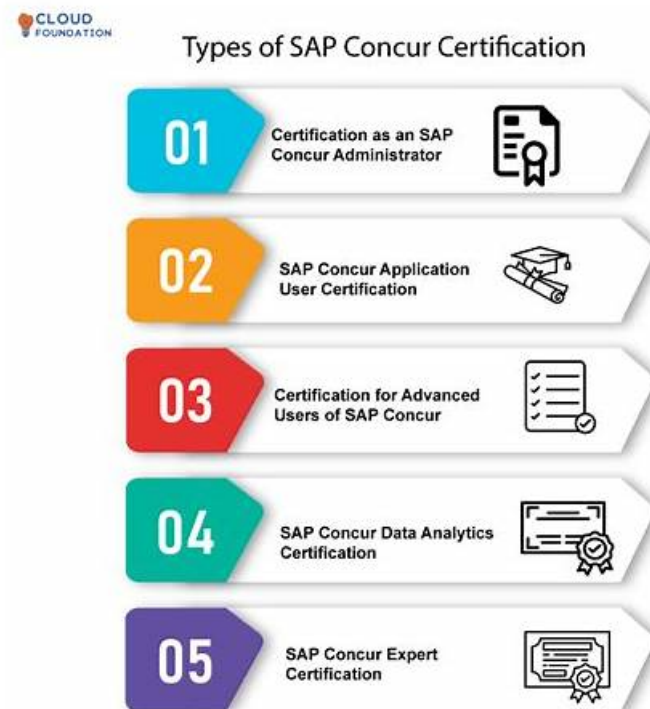 CLOUD
FOUNDATION
Types of SAP Concur Certification
01
Certification as an SAP
Concur Administrator
02
SAP Concur Application
User Certification
03
Certification for Advanced
Users of SAP Concur
04
SAP Concur Data Analytics
Certification
05
SAP Concur Expert
Certification